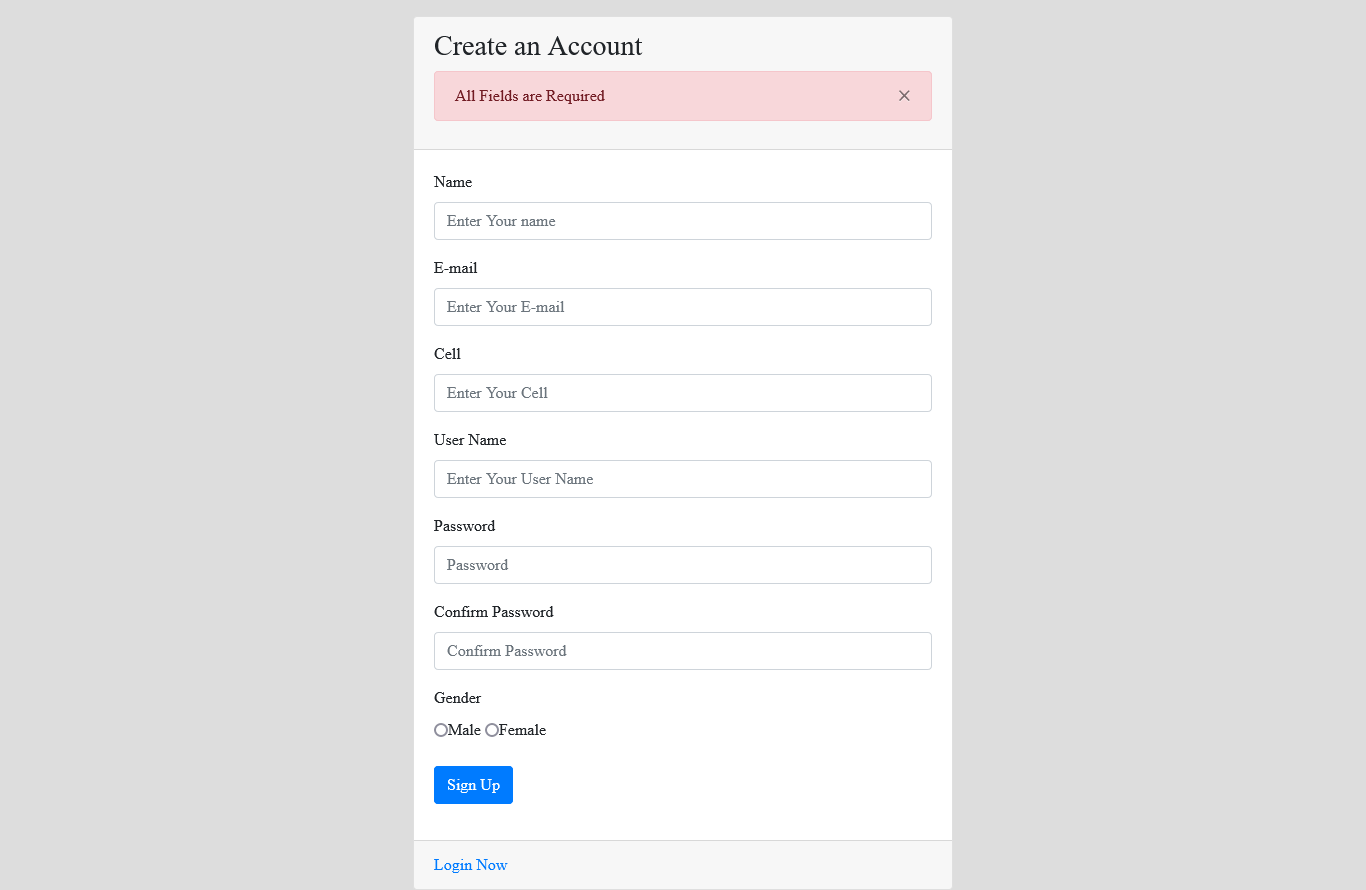 Create an Account
All Fields are Required ×
Name
Enter Your name
E-mail
Enter Your E-mail
Cell
Enter Your Cell
User Name
Enter Your User Name
Password
Password
Confirm Password
Confirm Password
Gender
Male Female
Sign Up
Login Now